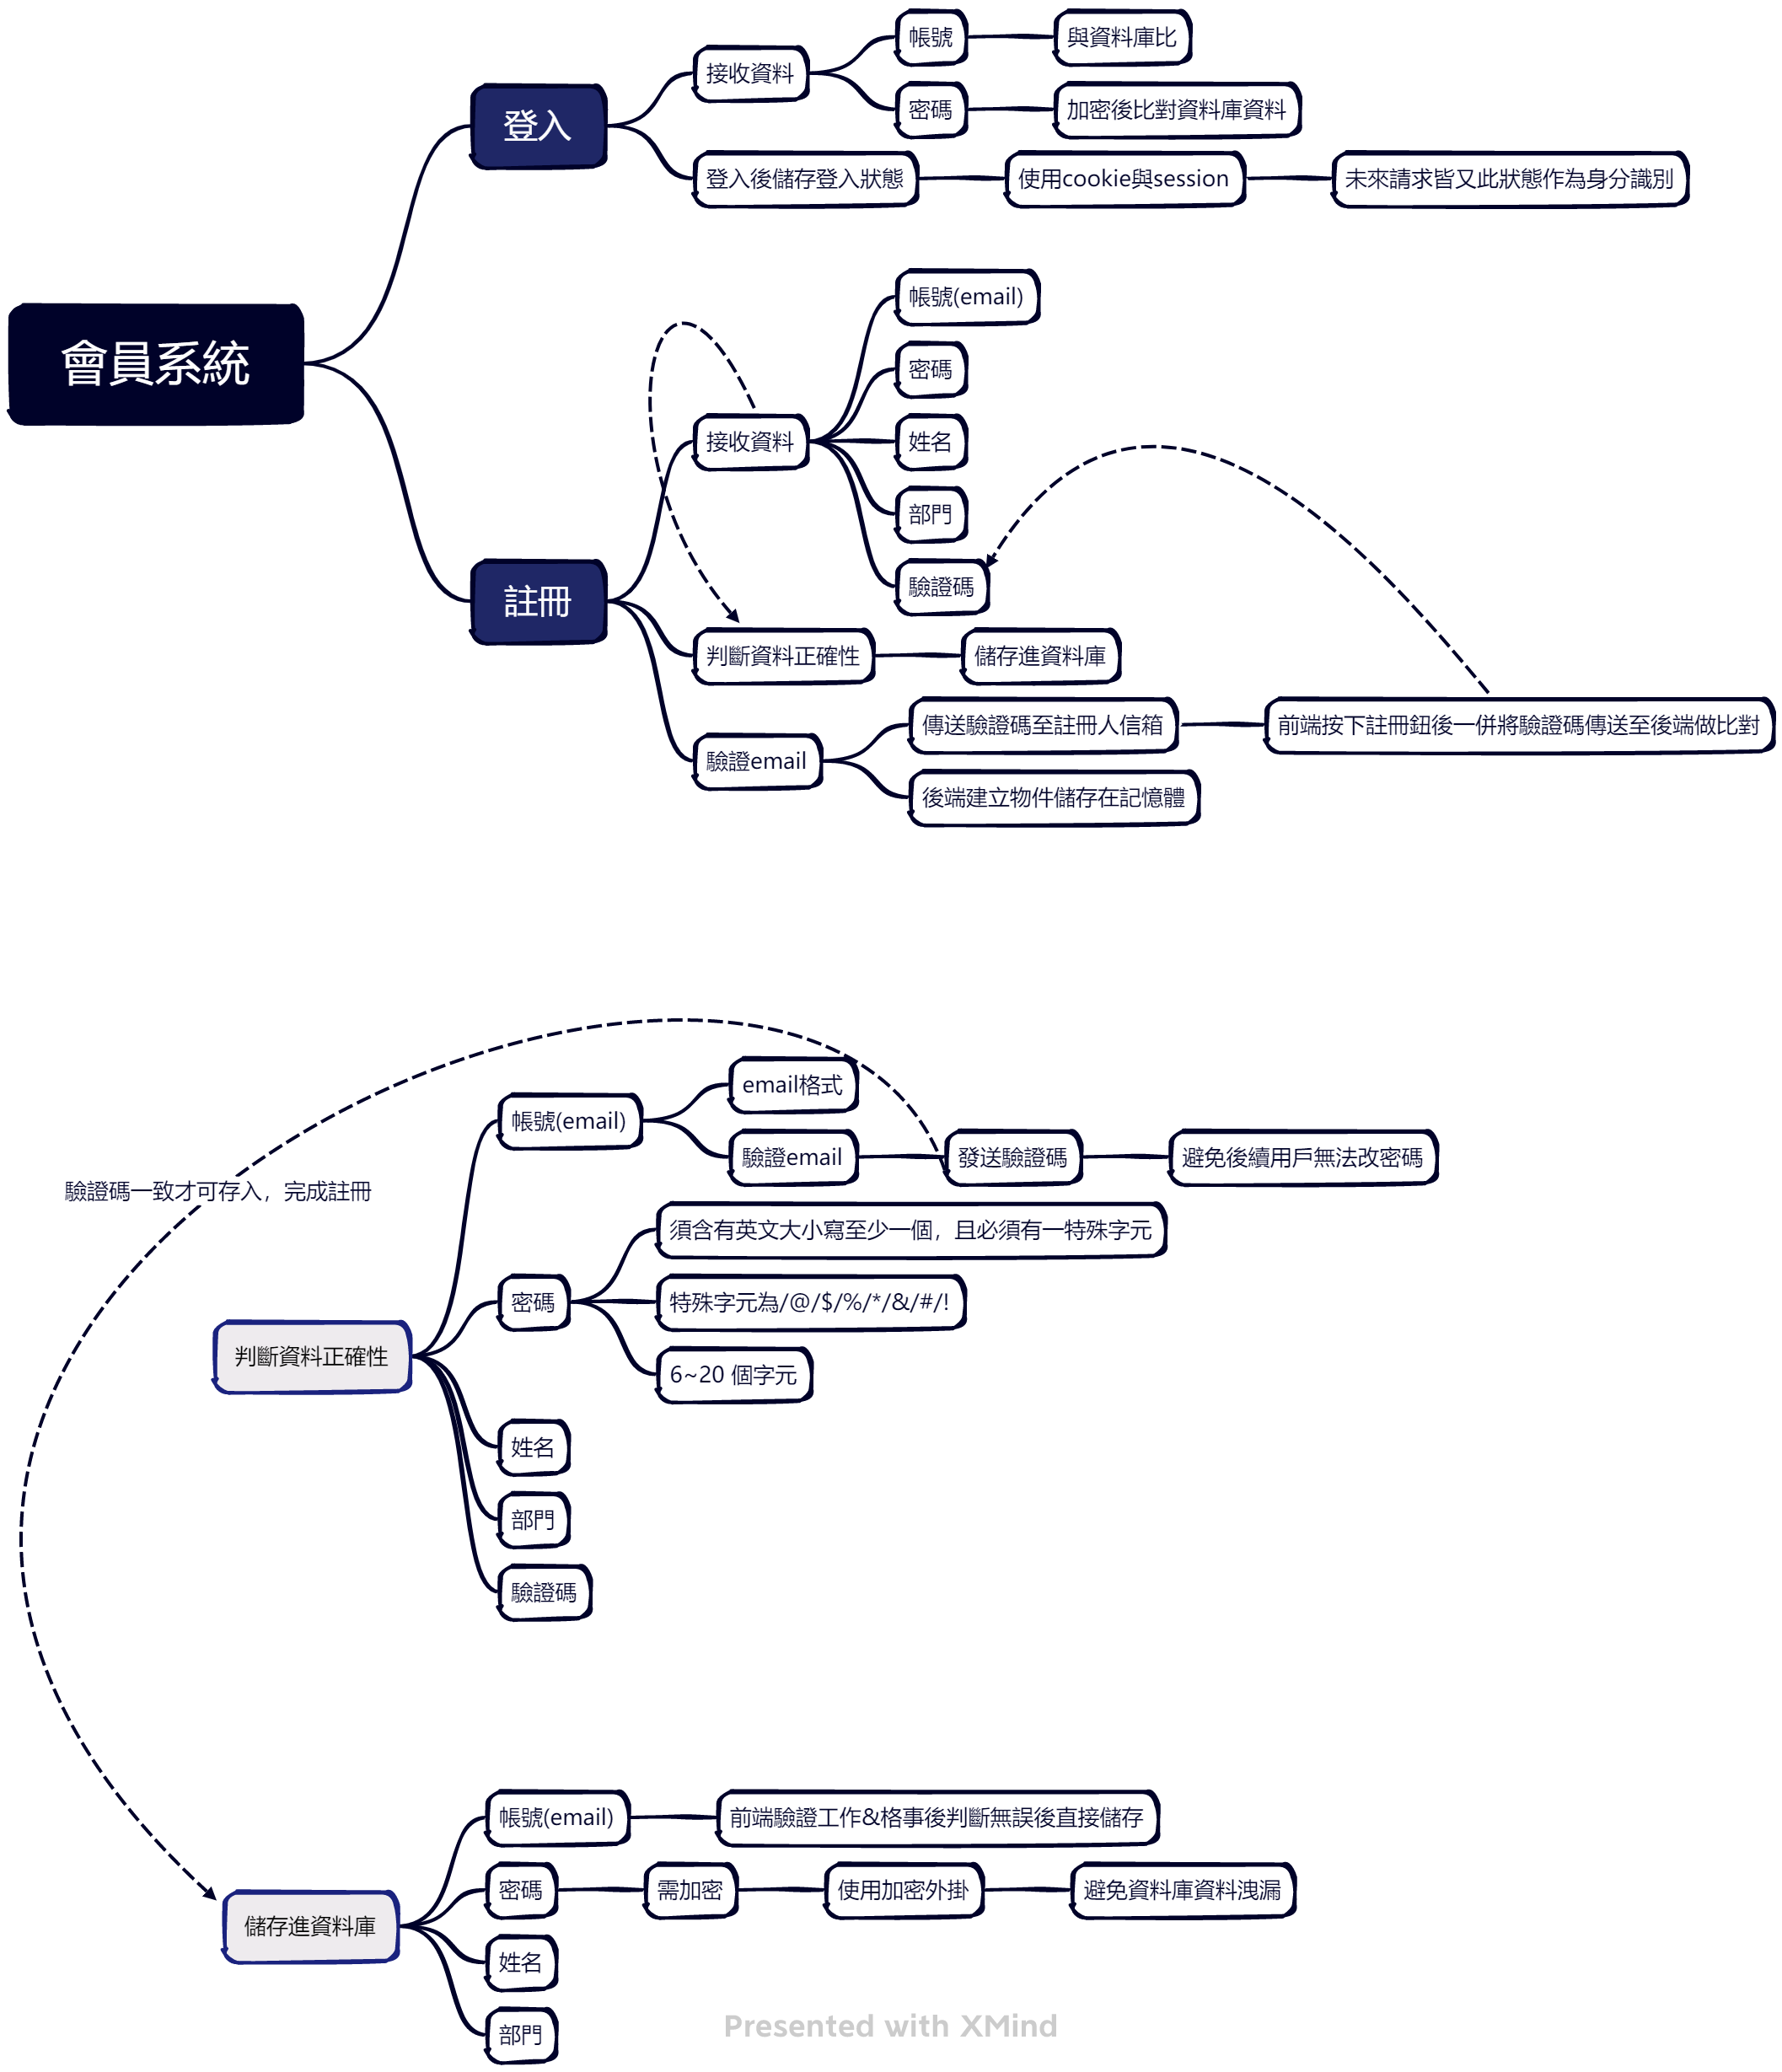 會員系統
登入
接收資料
帳號
與資料庫比
密碼
加密後比對資料庫資料
登入後儲存登入狀態
使用cookie與session
未來請求皆又此狀態作為身分識別
註冊
接收資料
帳號(email)
密碼
姓名
部門
驗證碼
判斷資料正確性
儲存進資料庫
驗證email
傳送驗證碼至註冊人信箱
前端按下註冊鈕後一併將驗證碼傳送至後端做比對
後端建立物件儲存在記憶體
驗證碼一致才可存入，完成註冊
判斷資料正確性
帳號(email)
email格式
驗證email
發送驗證碼
避免後續用戶無法改密碼
密碼
須含有英文大小寫至少一個，且必須有一特殊字元
特殊字元為/@/$/%/*/&/#/!
6~20 個字元
姓名
部門
驗證碼
儲存進資料庫
帳號(email)
前端驗證工作&格事後判斷無誤後直接儲存
密碼
需加密
使用加密外掛
避免資料庫資料洩漏
姓名
部門
Presented with XMind